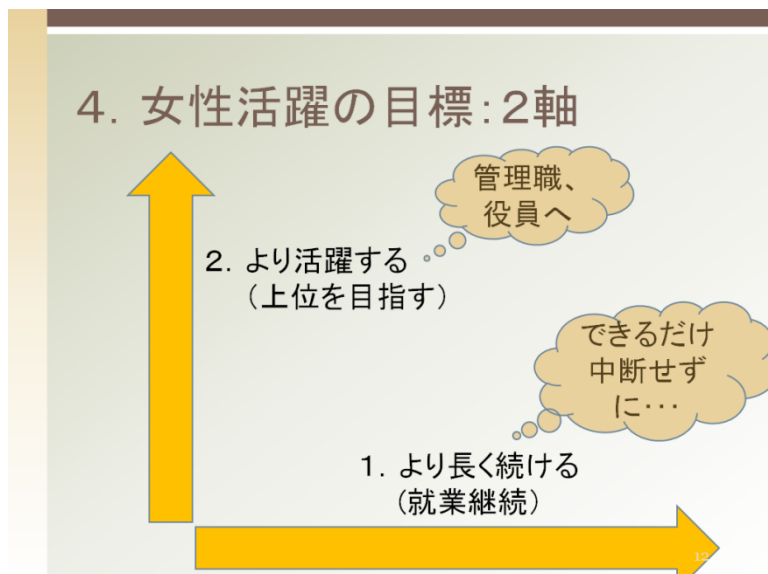 4．女性活躍の目標：２軸
管理職、
役員へ
２．より活躍する
（上位を目指す）
できるだけ
中断せず
に・・・
１．より長く続ける
（就業継続）
12